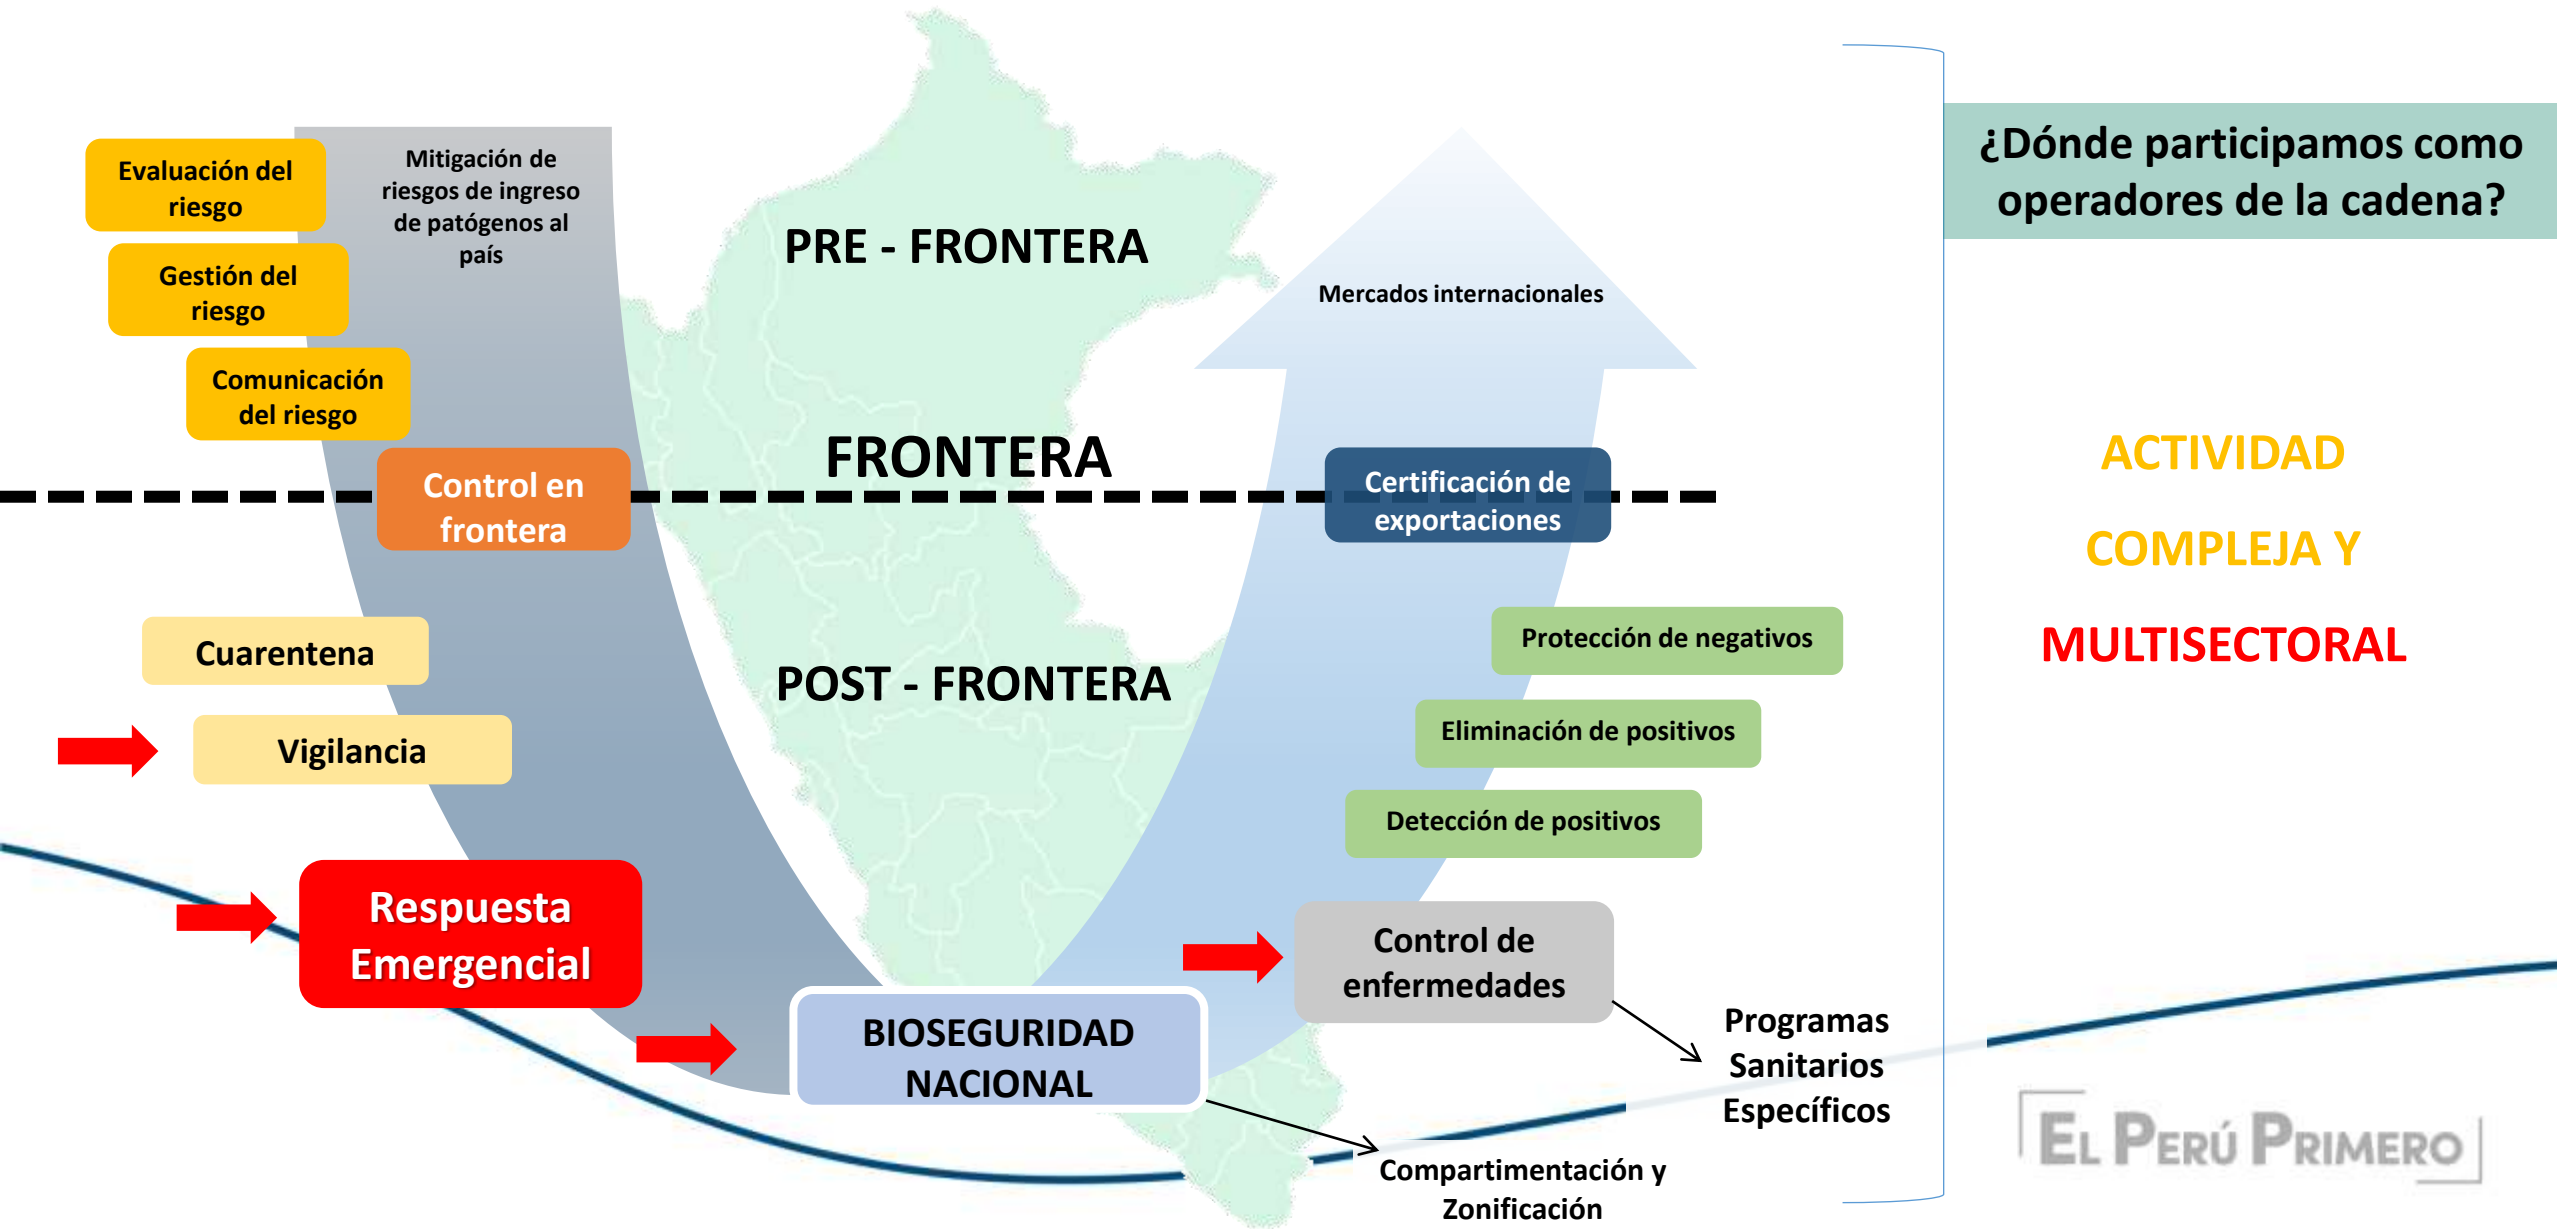 Evaluación del
riesgo
Gestión del
riesgo
Comunicación
del riesgo
Mitigación de
riesgos de ingreso
de patógenos al
país
PRE - FRONTERA
Mercados internacionales
¿Dónde participamos como
operadores de la cadena?
FRONTERA
Control en
frontera
Certificación de
exportaciones
ACTIVIDAD
COMPLEJA Y
MULTISECTORAL
Cuarentena
Vigilancia
POST - FRONTERA
Protección de negativos
Eliminación de positivos
Detección de positivos
Respuesta
Emergencial
BIOSEGURIDAD
NACIONAL
Control de
enfermedades
Programas
Sanitarios
Específicos
Compartimentación y
Zonificación
EL PERÚ PRIMERO